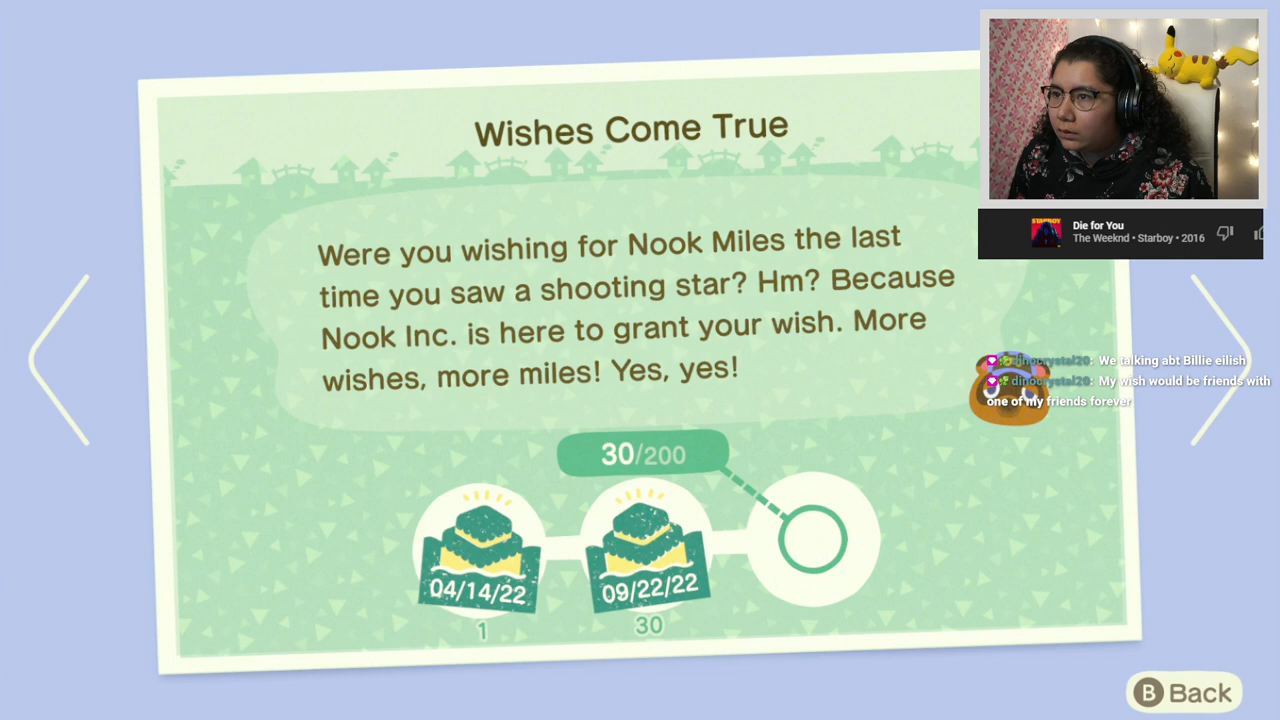 Wishes Come True
Were you wishing for Nook Miles the last
time you saw a shooting star? Hm? Because
Nook Inc. is here to grant your wish. More
wishes, more miles! Yes, yes!
30/200
04/14/22
09/22/22
1
30
STARBOY
Die for You
The Weeknd • Starboy • 2016
dinocrystal20: We talking abt Billie eilish
dinocrystal20: My wish would be friends with
one of my friends forever
B Back